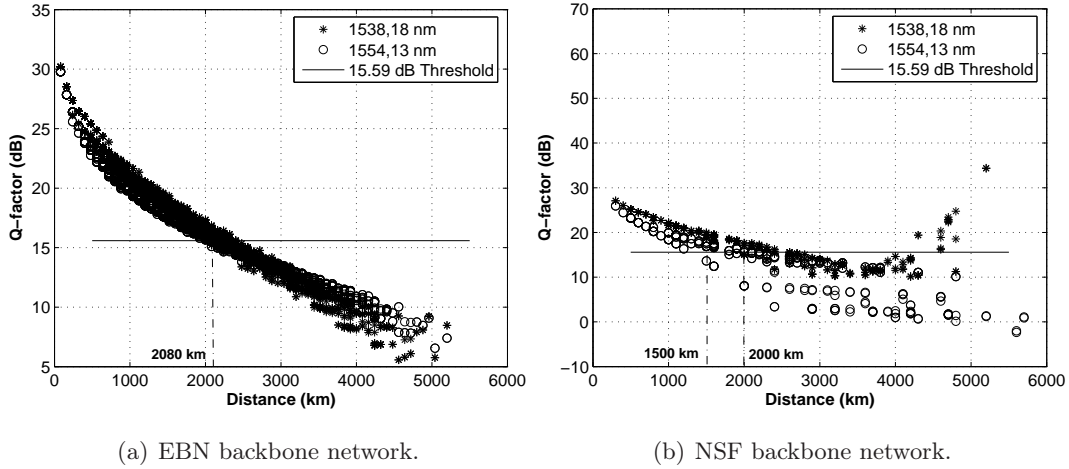 35
30
25
20
15
10
5
Q−factor (dB)
1538,18 nm
1554,13 nm
15.59 dB Threshold
2080 km
0 1000 2000 3000 4000 5000 6000
Distance (km)
(a) EBN backbone network.
70
60
50
40
30
20
10
0
−10
Q−factor (dB)
1538,18 nm
1554,13 nm
15.59 dB Threshold
1500 km
2000 km
0 1000 2000 3000 4000 5000 6000
Distance (km)
(b) NSF backbone network.